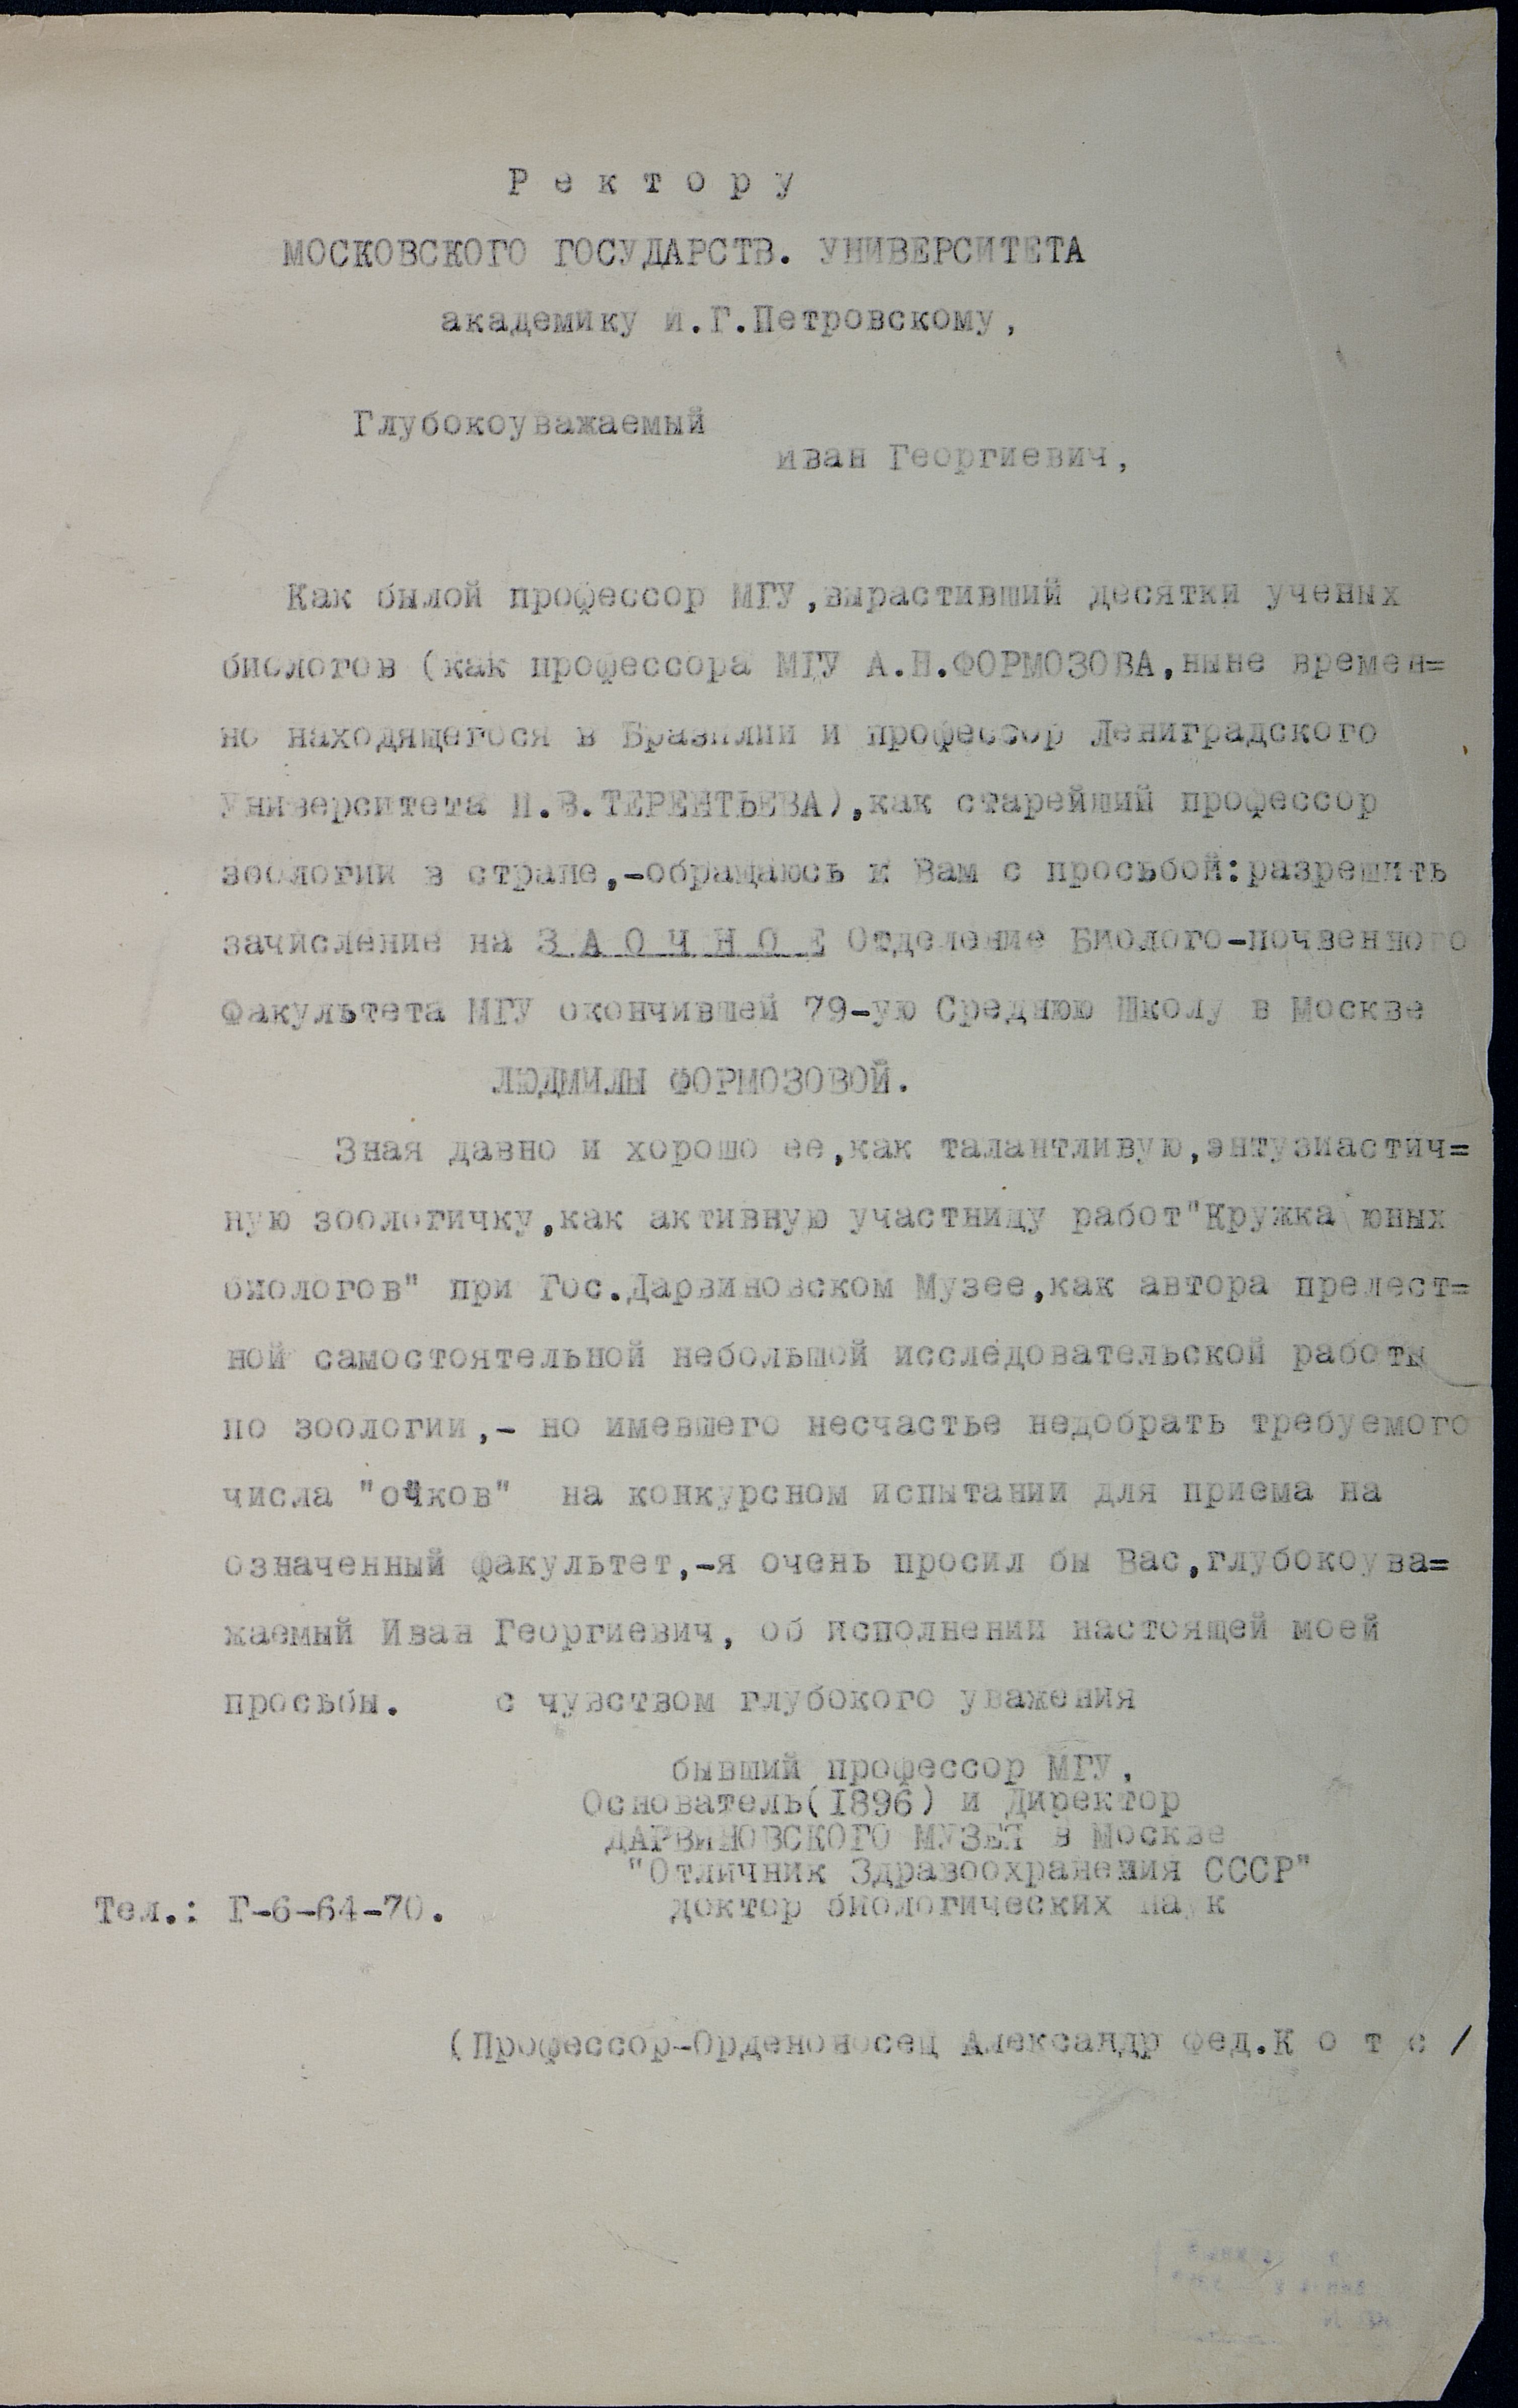 Р е к т о р у
МОСКОВСКОГО ГОСУДАРСТВ. УНИВЕРСИТЕТА
академику И.Г.Петровскому,
Глубокоуважаемый
Иван Георгиевич,
Как былой профессор МГУ,вырастивший десятки ученых
биологов (как профессора МГУ А.Н.ФОРМОЗОВА,ныне времен=
но находящегося в Бразилии и профессор Лениградского
Университета П.В.ТЕРЕНТЬЕВА),как старейший профессор
зоологии в стране,-обращаюсь к Вам с просьбой:разрешить
зачисление на З А О Ч Н О Е Отделение Биолого-почвенного
Факультета МГУ окончившей 79-ую Среднюю Школу в Москве
ЛЮДМИЛЫ ФОРМОЗОВОЙ.
Зная давно и хорошо ее,как талантливую,энтузиастич=
ную зоологичку,как активную участницу работ"Кружка юных
биологов" при Гос.Дарвиновском Музее,как автора прелест=
ной самостоятельной небольшой исследовательской работы
по зоологии,- но имевшего несчастье недобрать требуемого
числа "очков" на конкурсном испытании для приема на
означенный факультет,-я очень просил бы Вас,глубокоува=
жаемый Иван Георгиевич, об исполнении настоящей моей
просьбы. с чувством глубокого уважения
бывший профессор МГУ,
Основатель(I896) и Директор
ДАРВИНОВСКОГО МУЗЕЯ в Москве
"Отличник Здравоохранения СССР"
Тел.: Г-6-64-70. доктор биологических наук
(Профессор-Орденоносец Александр Фед.К о т с /